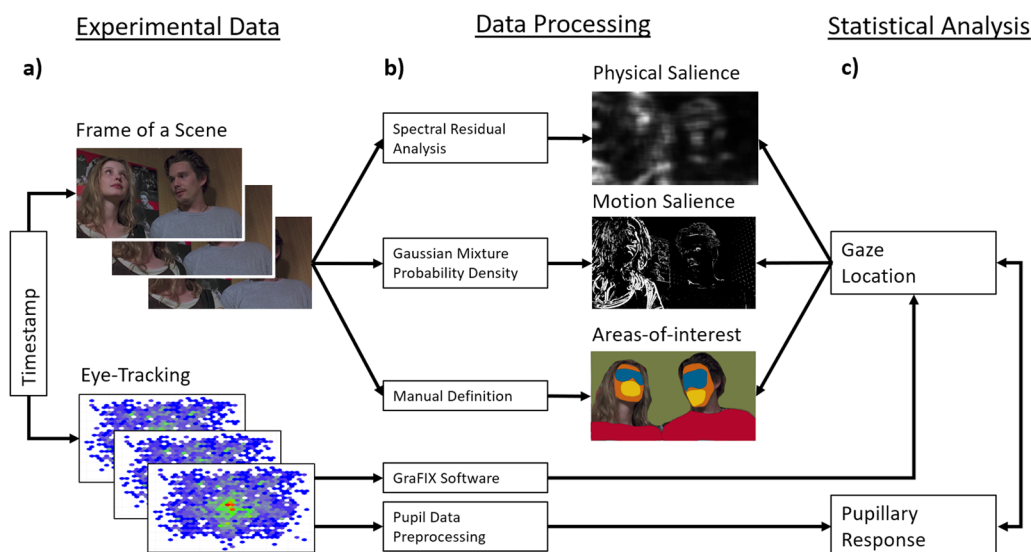 Experimental Data
Data Processing
Statistical Analysis
a)
b)
c)
Frame of a Scene
Timestamp
Eye-Tracking
Spectral Residual
Analysis
Gaussian Mixture
Probability Density
Manual Definition
GraFIX Software
Pupil Data
Preprocessing
Physical Salience
Motion Salience
Areas-of-interest
Gaze
Location
Pupillary
Response